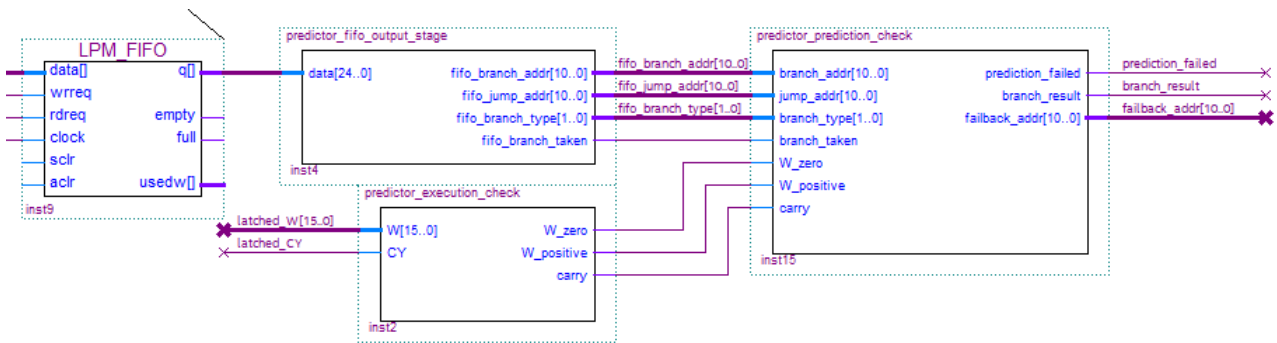 LPM_FIFO
data[] q[]
wrreq
rdreq empty
clock full
sclr
aclr usedw[]
inst9
predictor_fifo_output_stage
data[24..0] fifo_branch_addr[10..0]
fifo_jump_addr[10..0]
fifo_branch_type[1..0]
fifo_branch_taken
inst4
fifo_branch_addr[10..0]
fifo_jump_addr[10..0]
fifo_branch_type[1..0]
predictor_prediction_check
branch_addr[10..0] prediction_failed
jump_addr[10..0] branch_result
branch_type[1..0] failback_addr[10..0]
branch_taken
W_zero
W_positive
carry
inst15
prediction_failed
branch_result
failback_addr[10..0]
predictor_execution_check
latched_W[15..0]
latched_CY
W[15..0] W_zero
CY W_positive
carry
inst2